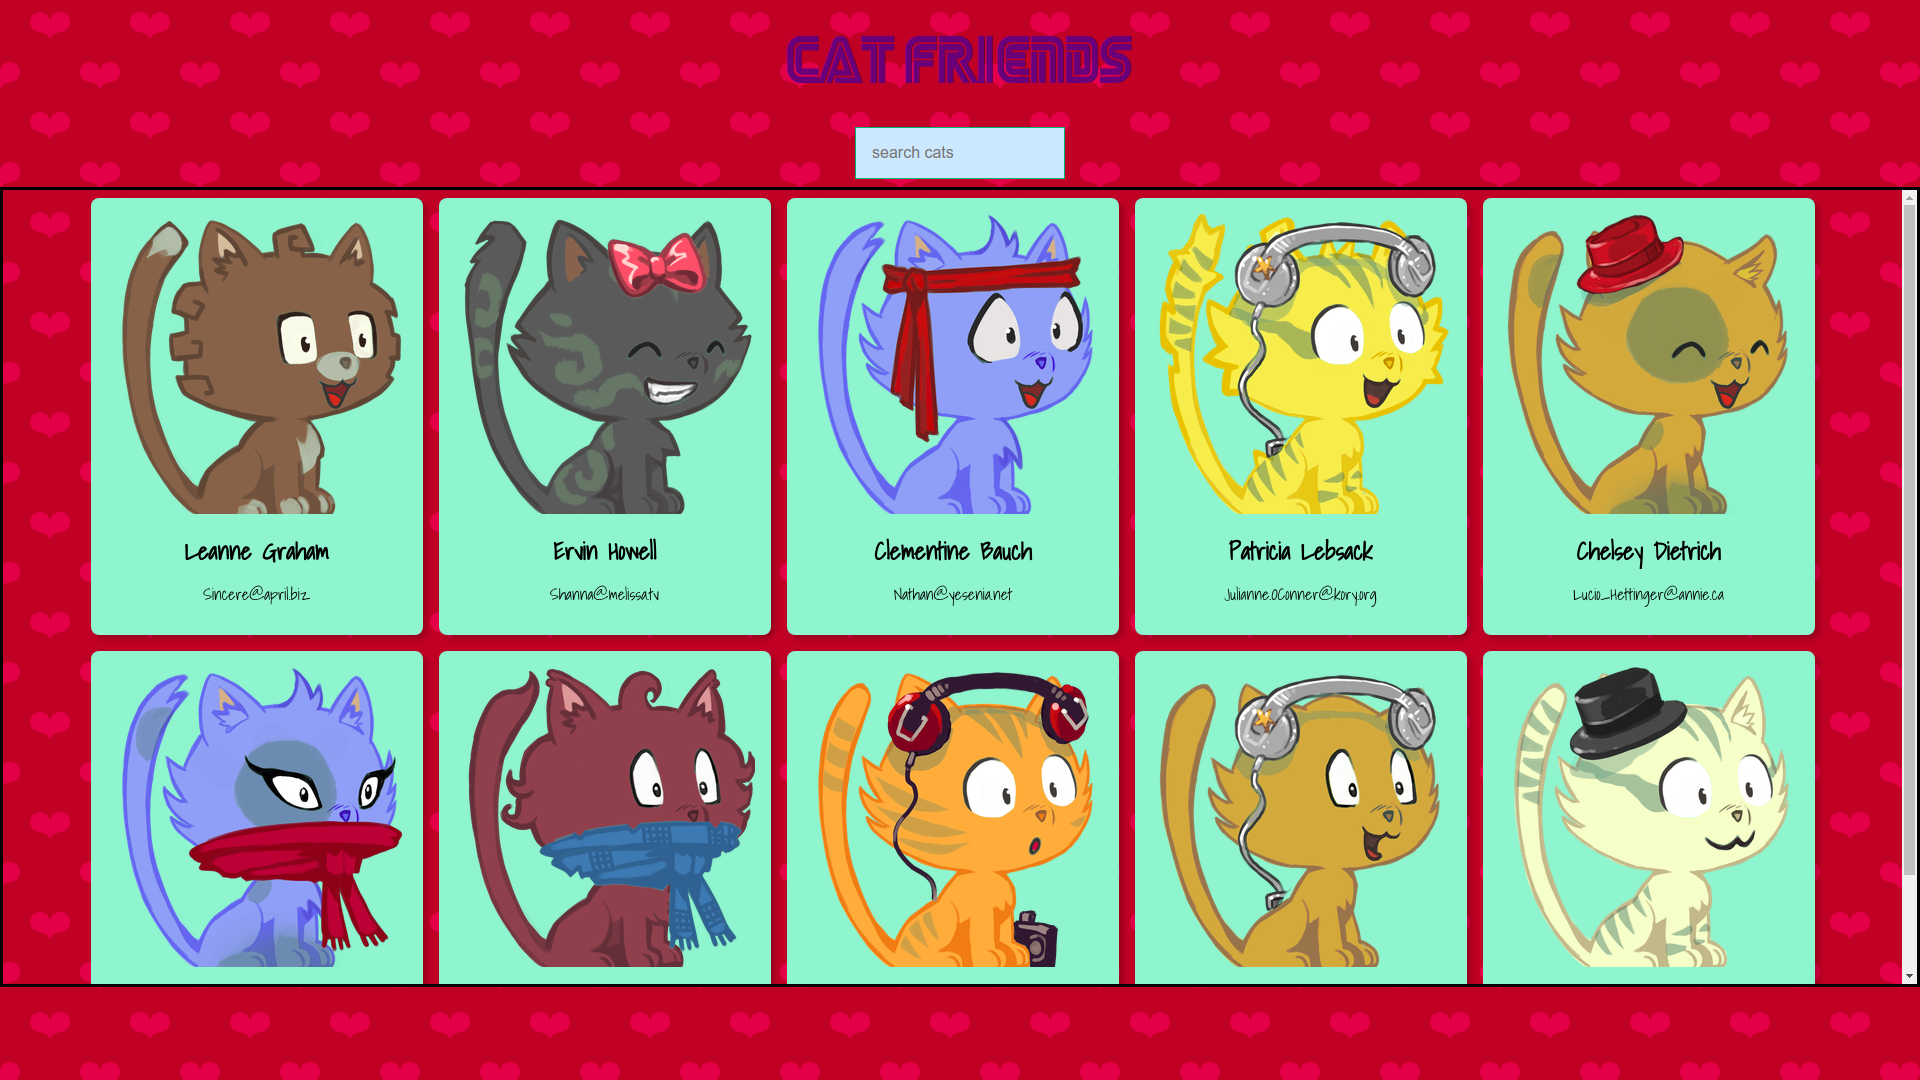 CAT FRIENDS
search cats
Leanne Graham
Sincere@april.biz
Ervin Howell
Shanna@melissa.tv
Clementine Bauch
Nathan@yesenia.net
Patricia Lebsack
Julianne.OConner@kory.org
Chelsey Dietrich
Lucio_Hettinger@annie.ca